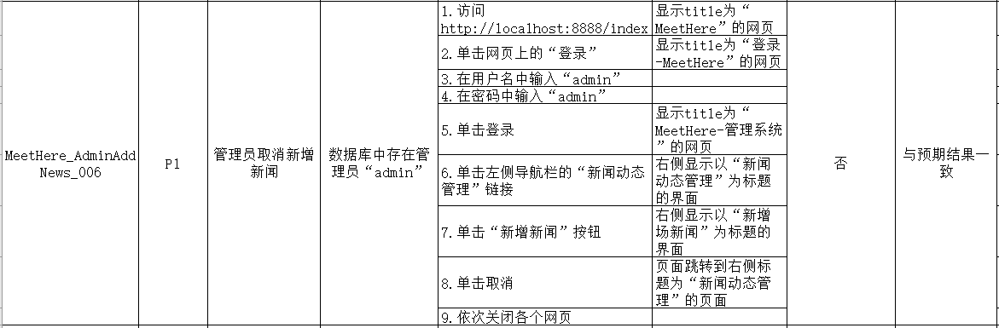 MeetHere_AdminAdd
News_006
P1
管理员取消新增
新闻
数据库中存在管
理员“admin”
1.访问
http://localhost:8888/index
显示title为“
MeetHere”的网页
2.单击网页上的“登录”
显示title为“登录
-MeetHere”的网页
3.在用户名中输入“admin”
4.在密码中输入“admin”
5.单击登录
显示title为“
MeetHere-管理系统
”的网页
6.单击左侧导航栏的“新闻动态
管理”链接
右侧显示以“新闻
动态管理”为标题
的界面
7.单击“新增新闻”按钮
右侧显示以“新增
场新闻”为标题的
界面
8.单击取消
页面跳转到右侧标
题为“新闻动态管
理”的页面
9.依次关闭各个网页
否
与预期结果一
致